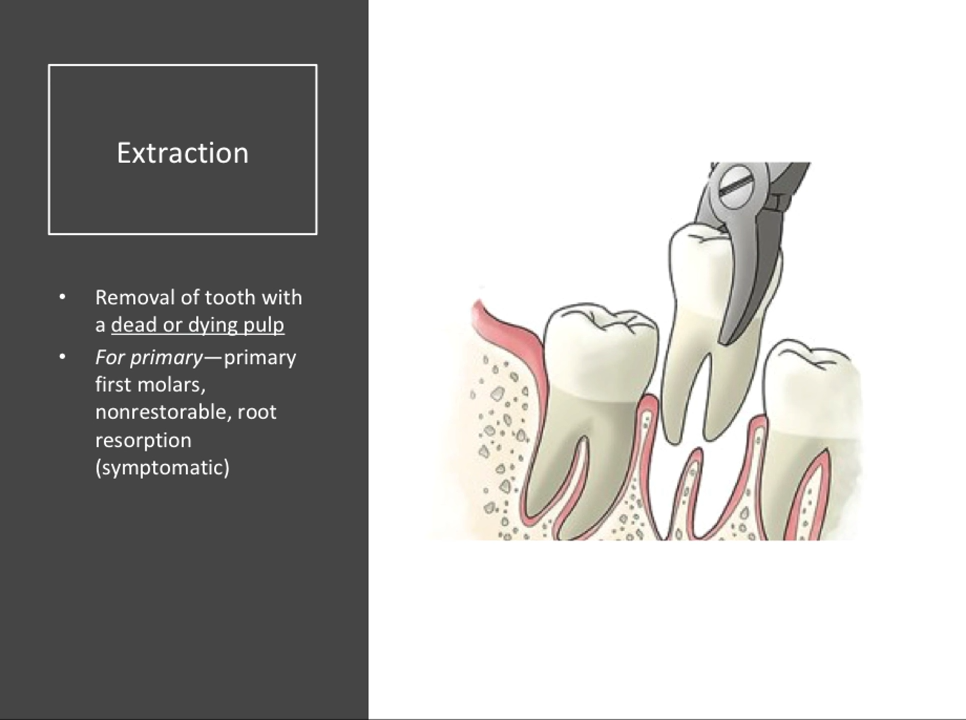 Extraction
• Removal of tooth with
a dead or dying pulp
• For primary—primary
first molars,
nonrestorable, root
resorption
(symptomatic)